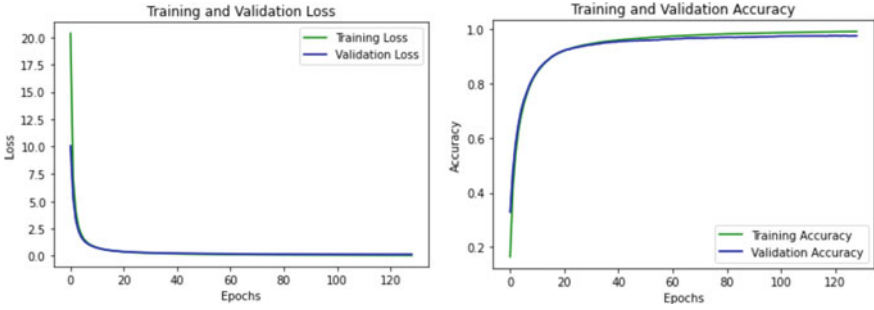 Training and Validation Loss
20.0
17.5
15.0
12.5
10.0
7.5
5.0
2.5
0.0
Loss
Training Loss
Validation Loss
0 20 40 60 80 100 120
Epochs
Training and Validation Accuracy
1.0
0.8
0.6
0.4
0.2
Accuracy
Training Accuracy
Validation Accuracy
0 20 40 60 80 100 120
Epochs